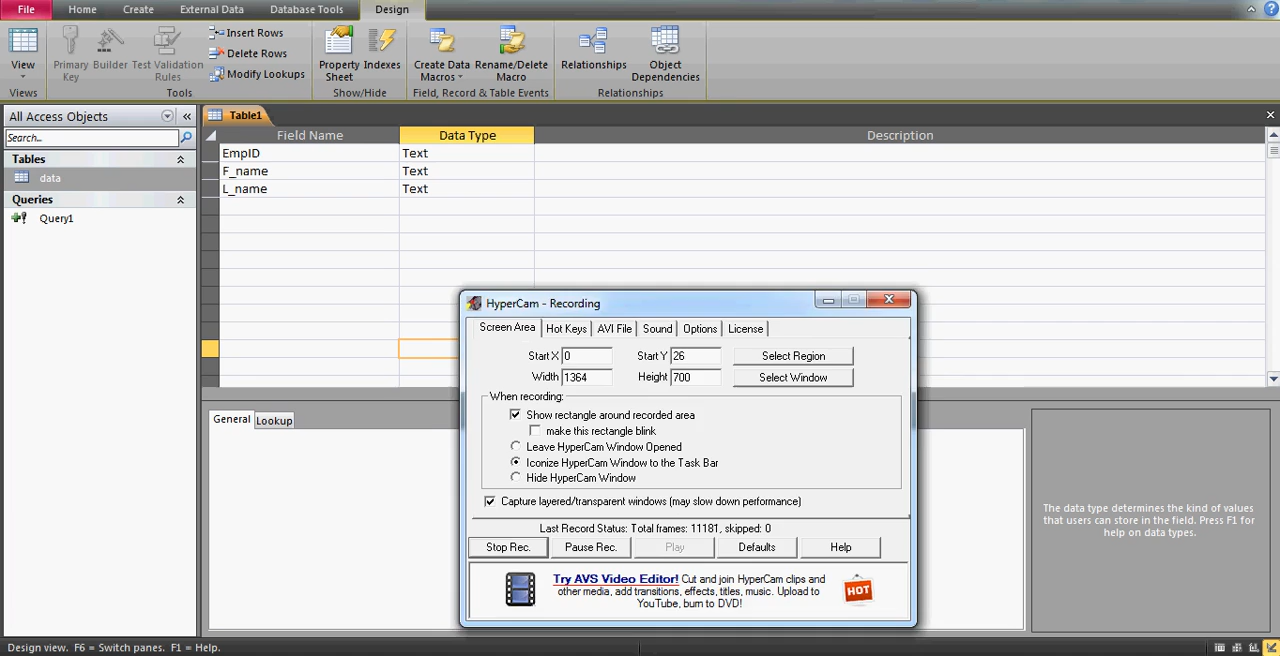 File Home Create External Data Database Tools Design
View
Views
Primary Key
Builder
Test Validation Rules
Insert Rows
Delete Rows
Modify Lookups
Tools
Property Sheet
Indexes
Show/Hide
Create Data Macros
Rename/Delete Macro
Field, Record & Table Events
Relationships
Object Dependencies
Relationships
All Access Objects
Search...
Tables
data
Queries
Query1
Table1
Field Name Data Type Description
EmpID Text
F_name Text
L_name Text
HyperCam - Recording
Screen Area Hot Keys AVI File Sound Options License
Start X 0 Start Y 26 Select Region
Width 1364 Height 700 Select Window
When recording:
Show rectangle around recorded area
make this rectangle blink
Leave HyperCam Window Opened
Iconize HyperCam Window to the Task Bar
Hide HyperCam Window
Capture layered/transparent windows (may slow down performance)
Last Record Status: Total frames: 11181, skipped: 0
Stop Rec. Pause Rec. Play Defaults Help
Try AVS Video Editor! Cut and join HyperCam clips and
other media, add transitions, effects, titles, music. Upload to
YouTube, burn to DVD!
HOT
General Lookup
The data type determines the kind of values
that users can store in the field. Press F1 for
help on data types.
Design view. F6 = Switch panes. F1 = Help.